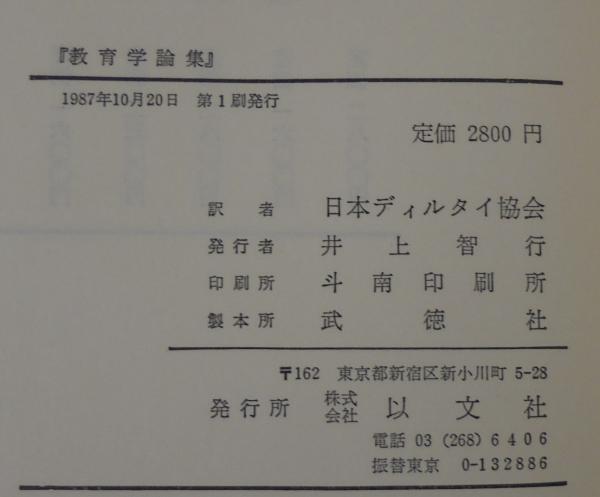 『教育学論集』
1987年10月20日 第1刷発行
定価 2800 円
訳者 日本ディルタイ協会
発行者 井上智行
印刷所 斗南印刷所
製本所 武徳社
〒162 東京都新宿区新小川町 5-28
発行所 株式会社 以文社
電話 03 (268) 6406
振替東京 0-132886